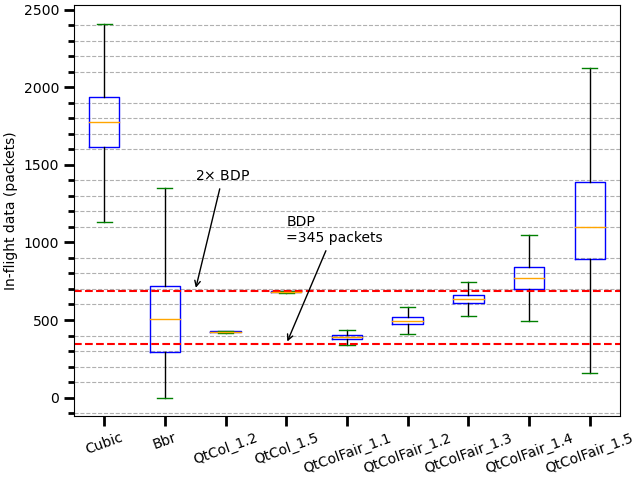 2500
2000
1500
1000
500
0
In-flight data (packets)
2× BDP
BDP
=345 packets
Cubic
Bbr
QtCol_1.2
QtCol_1.5
QtColFair_1.1
QtColFair_1.2
QtColFair_1.3
QtColFair_1.4
QtColFair_1.5